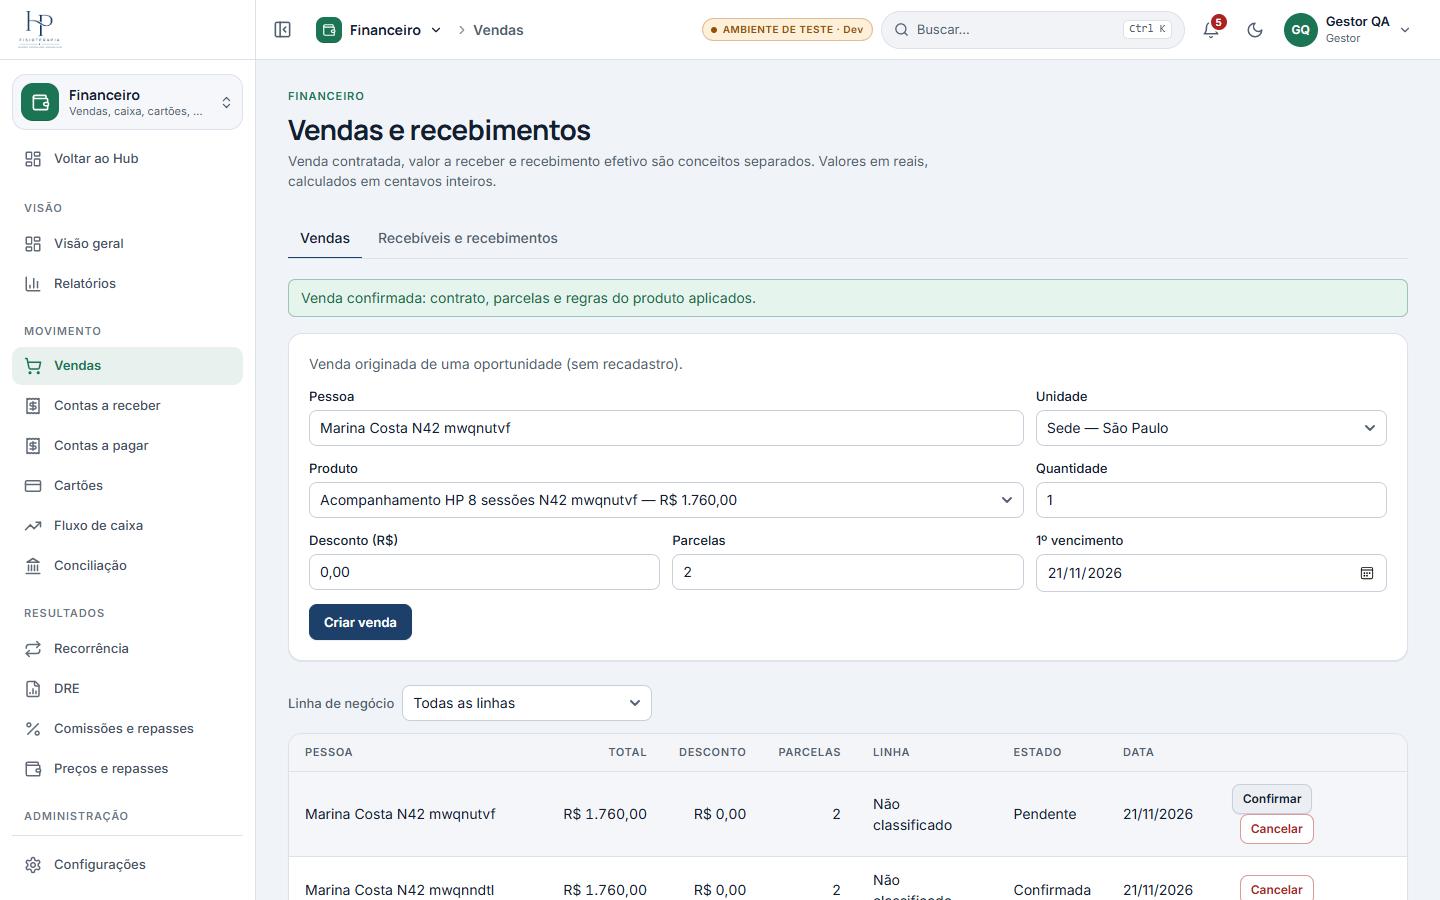 HP
FISIOTERAPIA
Financeiro
Vendas
AMBIENTE DE TESTE · Dev
Buscar...
Ctrl K
5
GQ
Gestor QA
Gestor
Financeiro
Vendas, caixa, cartões, ...
Voltar ao Hub
VISÃO
Visão geral
Relatórios
MOVIMENTO
Vendas
Contas a receber
Contas a pagar
Cartões
Fluxo de caixa
Conciliação
RESULTADOS
Recorrência
DRE
Comissões e repasses
Preços e repasses
ADMINISTRAÇÃO
Configurações
FINANCEIRO
Vendas e recebimentos
Venda contratada, valor a receber e recebimento efetivo são conceitos separados. Valores em reais,
calculados em centavos inteiros.
Vendas
Recebíveis e recebimentos
Venda confirmada: contrato, parcelas e regras do produto aplicados.
Venda originada de uma oportunidade (sem recadastro).
Pessoa
Unidade
Marina Costa N42 mwqnutvf
Sede — São Paulo
Produto
Quantidade
Acompanhamento HP 8 sessões N42 mwqnutvf — R$ 1.760,00
1
Desconto (R$)
Parcelas
1º vencimento
0,00
2
21/11/2026
Criar venda
Linha de negócio
Todas as linhas
PESSOA TOTAL DESCONTO PARCELAS LINHA ESTADO DATA
Marina Costa N42 mwqnutvf R$ 1.760,00 R$ 0,00 2 Não classificado Pendente 21/11/2026 Confirmar Cancelar
Marina Costa N42 mwqnndtl R$ 1.760,00 R$ 0,00 2 Não classificado Confirmada 21/11/2026 Cancelar